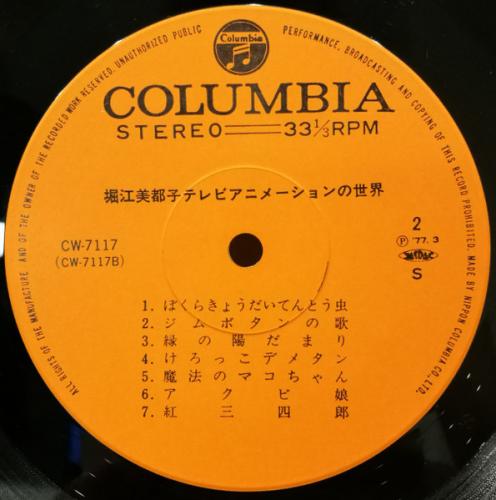 ALL RIGHTS OF THE MANUFACTURE AND OF THE OWNER OF THE RECORDED WORK RESERVED. UNAUTHORIZED PUBLIC PERFORMANCE, BROADCASTING AND COPYING OF THIS RECORD PROHIBITED. MADE BY NIPPON COLUMBIA CO., LTD.
Columbia
COLUMBIA
STEREO 33⅓RPM
堀江美都子テレビアニメーションの世界
2
CW-7117
(CW-7117B)
Ⓟ '77. 3
S
1. ぼくらきょうだいてんとう虫
2. ジムボタンの歌
3. 緑の陽だまり
4. けろっこデメタン
5. 魔法のマコちゃん
6. アクビ娘
7. 紅三四郎